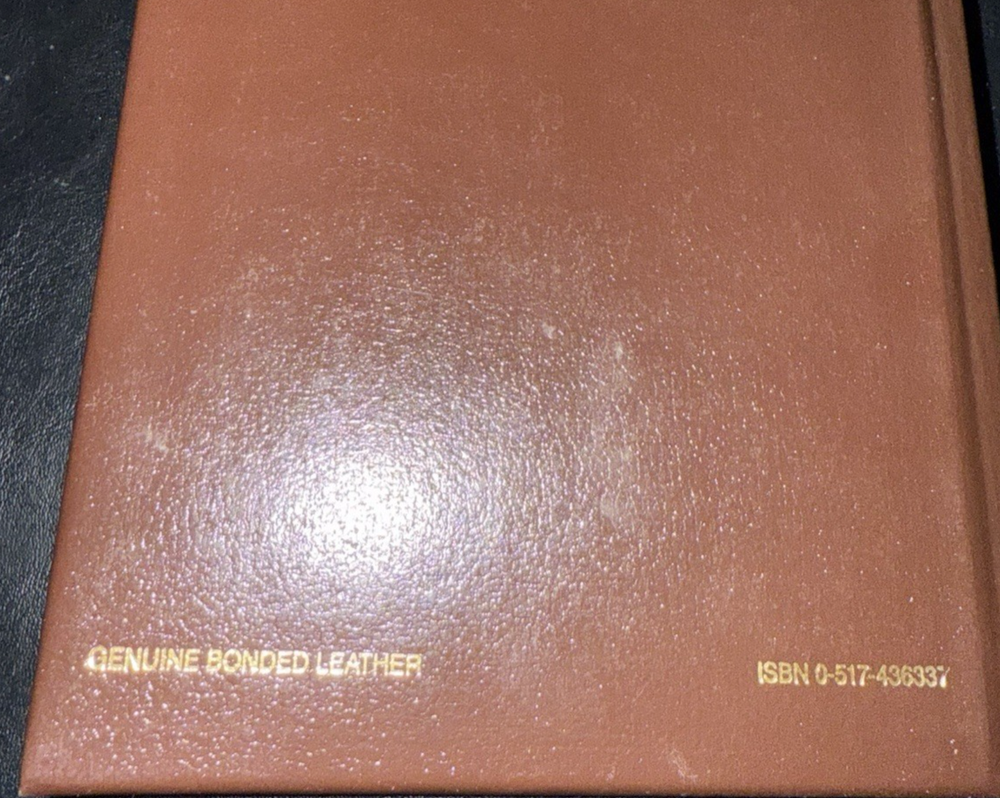 GENUINE BONDED LEATHER
ISBN 0-517-436337